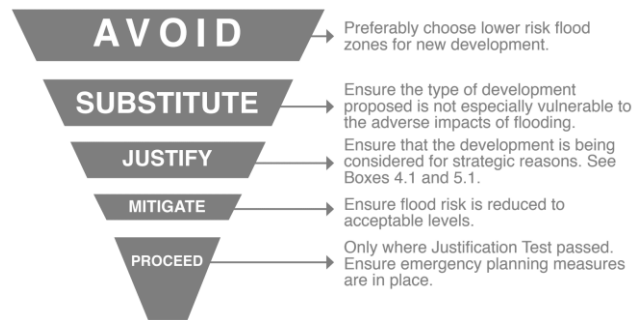 AVOID
Preferably choose lower risk flood
zones for new development.
SUBSTITUTE
Ensure the type of development
proposed is not especially vulnerable to
the adverse impacts of flooding.
JUSTIFY
Ensure that the development is being
considered for strategic reasons. See
Boxes 4.1 and 5.1.
MITIGATE
Ensure flood risk is reduced to
acceptable levels.
PROCEED
Only where Justification Test passed.
Ensure emergency planning measures
are in place.